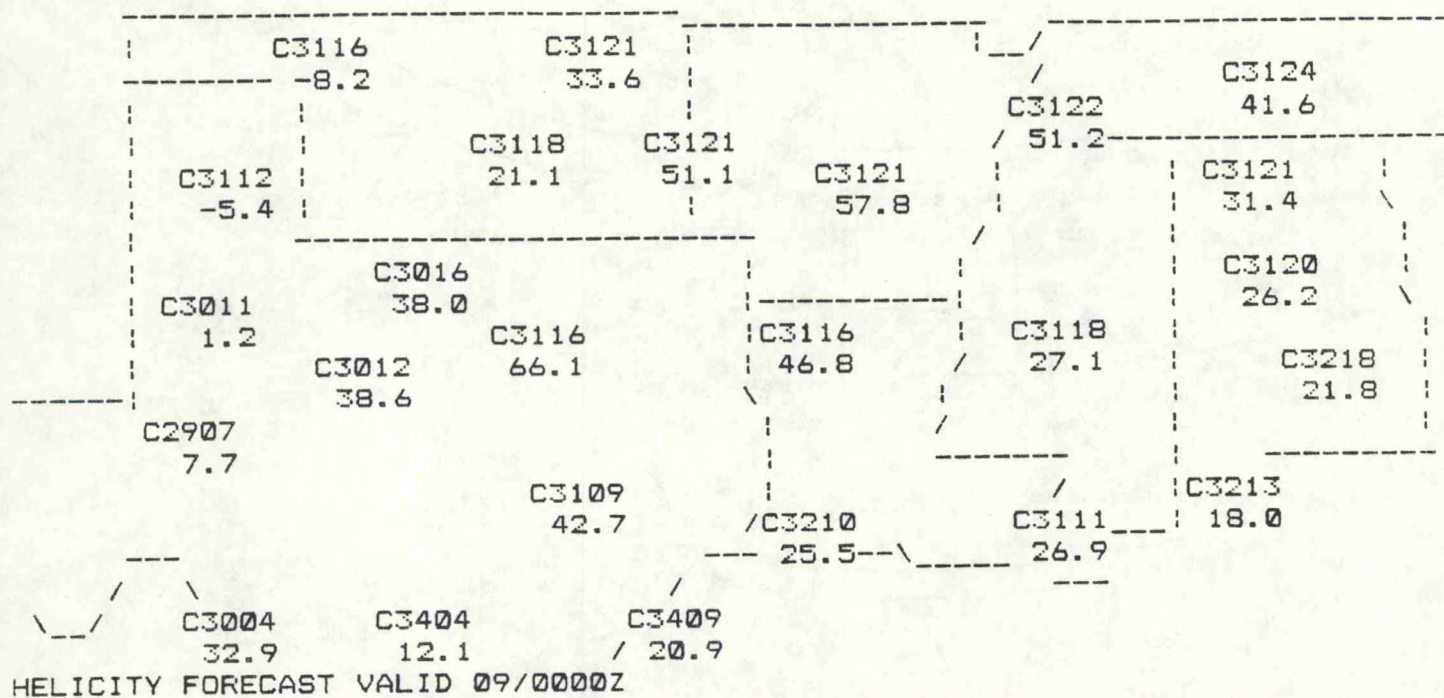 C3116 C3121
-8.2 33.6 C3124
C3122 41.6
C3118 C3121 51.2
C3112 21.1 51.1 C3121 C3121
-5.4 57.8 31.4
C3016 C3120
C3011 38.0 26.2
1.2 C3116 C3116 C3118
C3012 66.1 46.8 27.1 C3218
38.6 21.8
C2907
7.7
C3109 C3213
42.7 C3210 C3111 18.0
25.5 26.9
C3004 C3404 C3409
32.9 12.1 20.9
HELICITY FORECAST VALID 09/0000Z